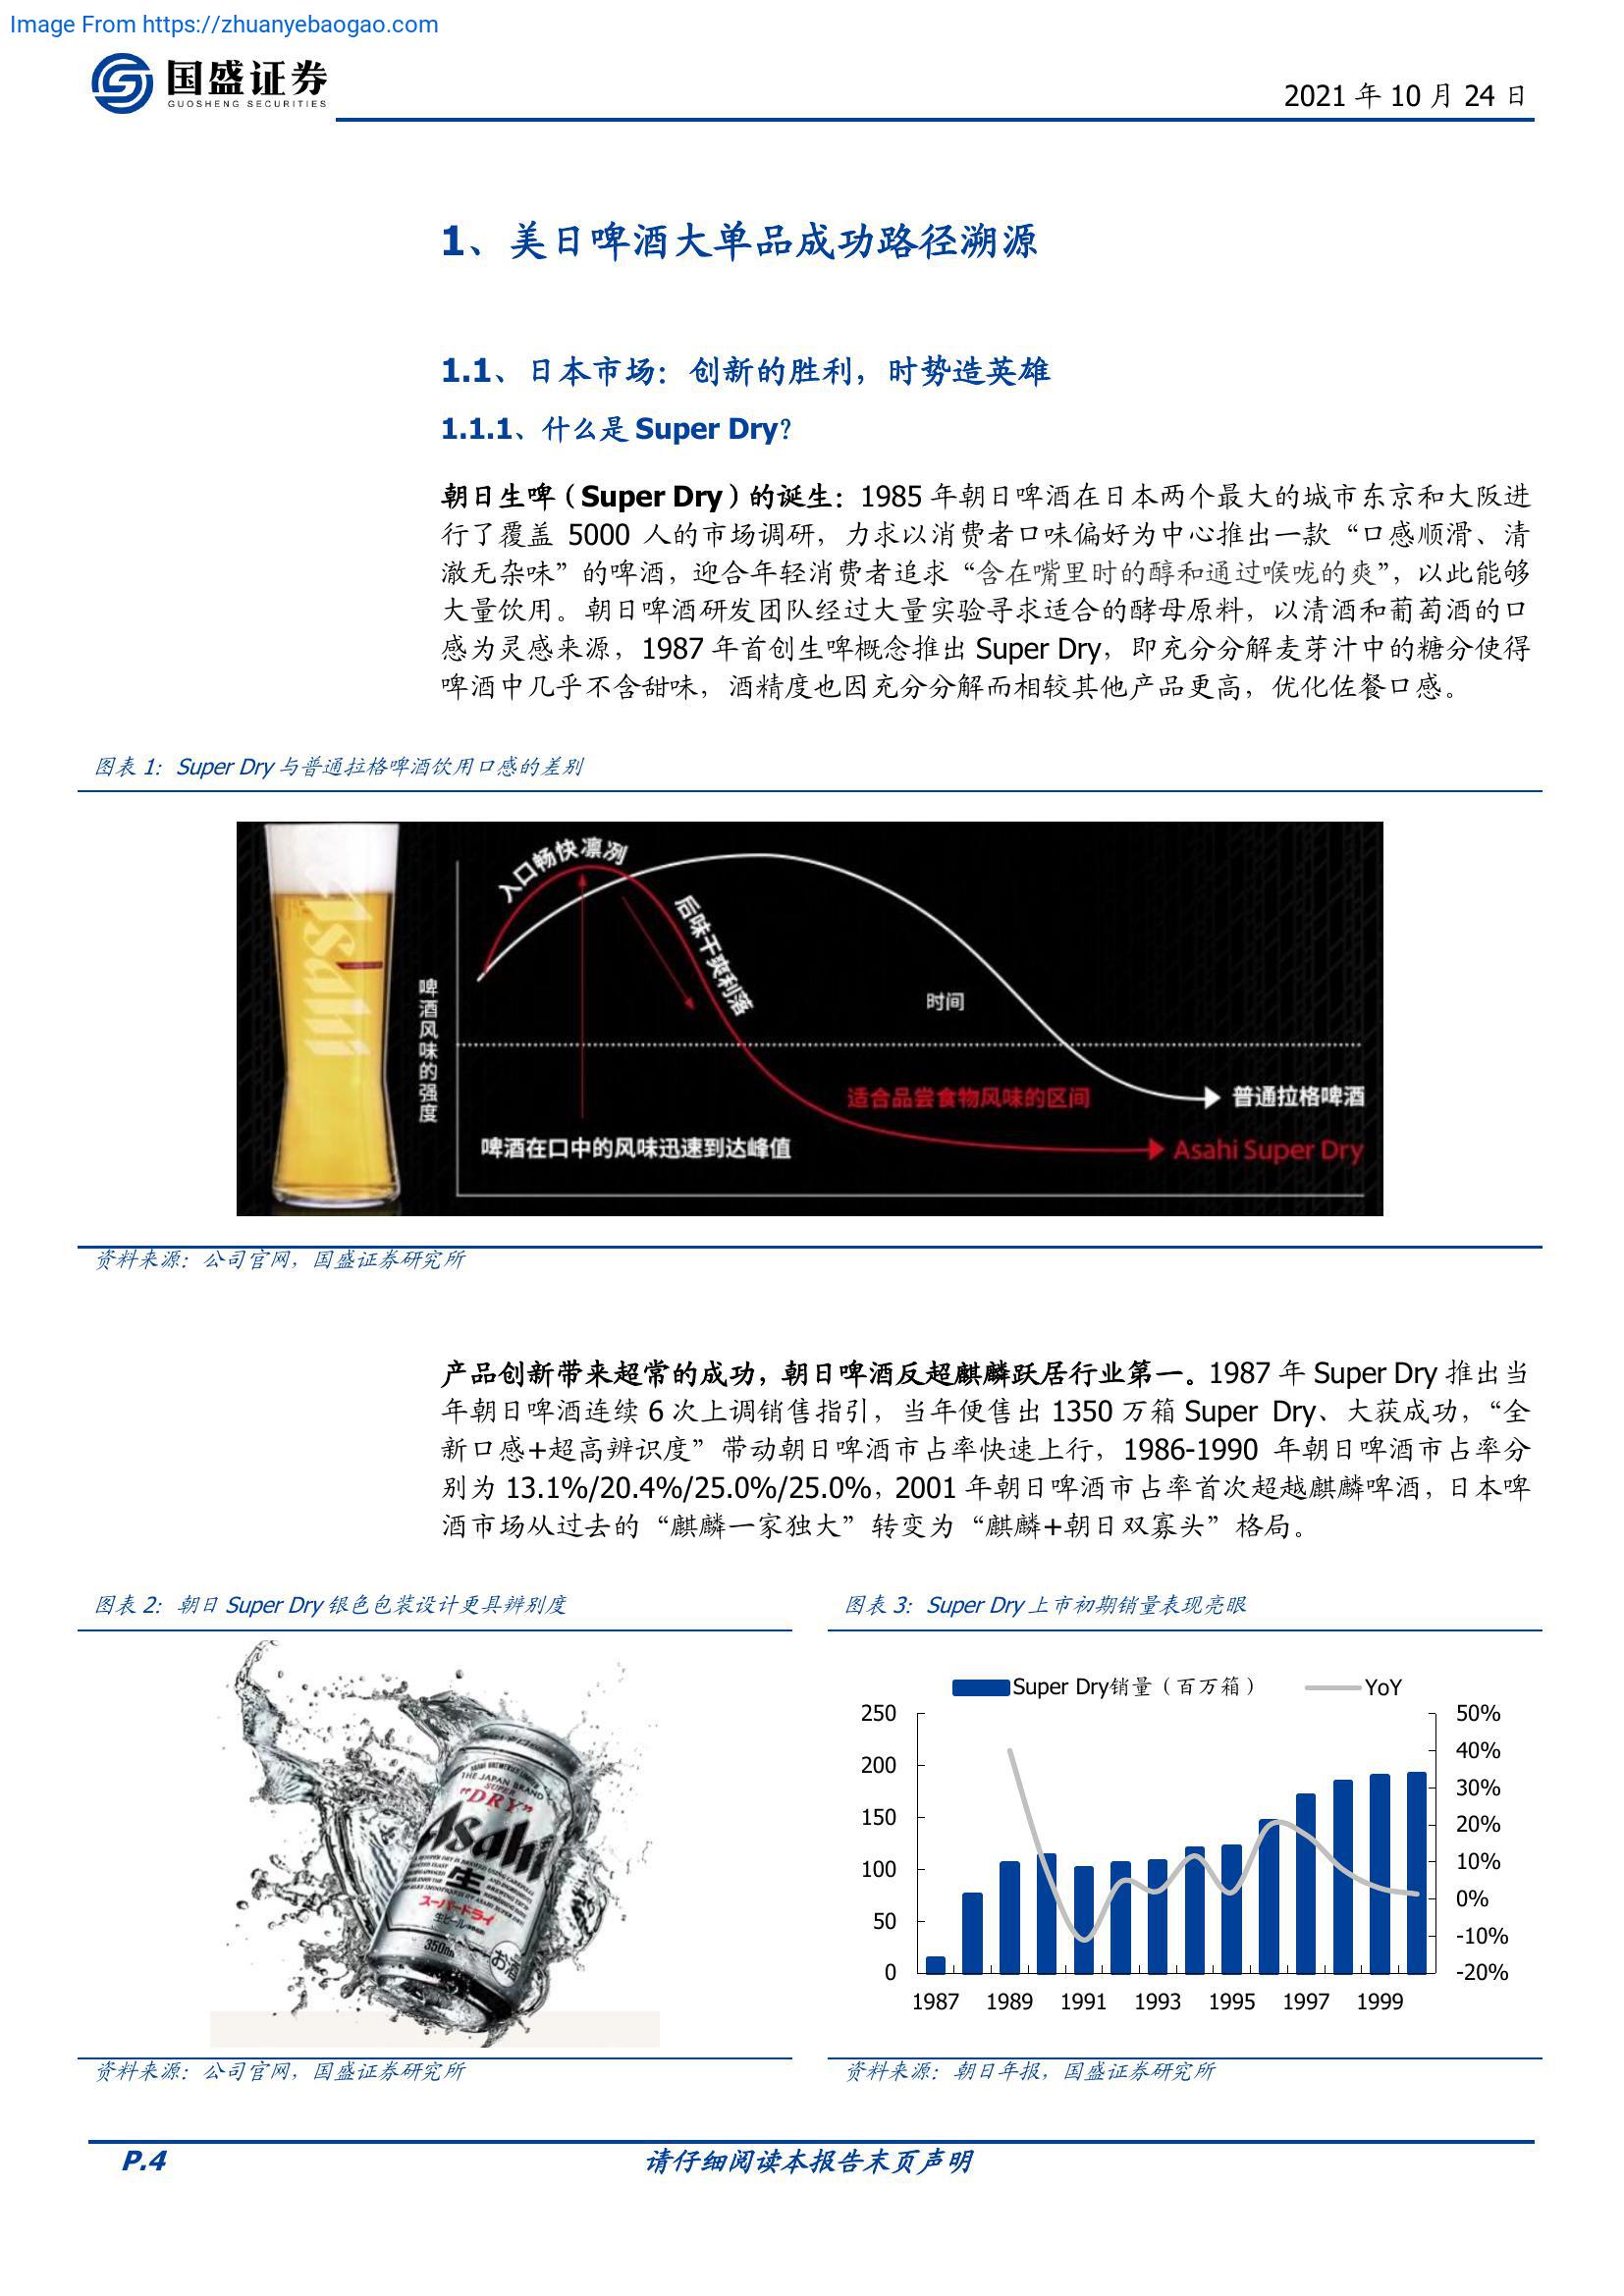 Image From https://zhuanyebaogao.com
国盛证券
GUOSHENG SECURITIES
2021 年 10 月 24 日
1、美日啤酒大单品成功路径溯源
1.1、日本市场：创新的胜利，时势造英雄
1.1.1、什么是 Super Dry？
朝日生啤（Super Dry）的诞生：1985 年朝日啤酒在日本两个最大的城市东京和大阪进
行了覆盖 5000 人的市场调研，力求以消费者口味偏好为中心推出一款“口感顺滑、清
澈无杂味”的啤酒，迎合年轻消费者追求“含在嘴里时的醇和通过喉咙的爽”，以此能够
大量饮用。朝日啤酒研发团队经过大量实验寻求适合的酵母原料，以清酒和葡萄酒的口
感为灵感来源，1987 年首创生啤概念推出 Super Dry，即充分分解麦芽汁中的糖分使得
啤酒中几乎不含甜味，酒精度也因充分分解而相较其他产品更高，优化佐餐口感。
图表 1：Super Dry 与普通拉格啤酒饮用口感的差别
Asahi
啤酒风味的强度
入口畅快凛冽
后味干爽利落
时间
适合品尝食物风味的区间
普通拉格啤酒
啤酒在口中的风味迅速到达峰值
Asahi Super Dry
资料来源：公司官网，国盛证券研究所
产品创新带来超常的成功，朝日啤酒反超麒麟跃居行业第一。1987 年 Super Dry 推出当
年朝日啤酒连续 6 次上调销售指引，当年便售出 1350 万箱 Super Dry、大获成功，“全
新口感+超高辨识度”带动朝日啤酒市占率快速上行，1986-1990 年朝日啤酒市占率分
别为 13.1%/20.4%/25.0%/25.0%，2001 年朝日啤酒市占率首次超越麒麟啤酒，日本啤
酒市场从过去的“麒麟一家独大”转变为“麒麟+朝日双寡头”格局。
图表 2：朝日 Super Dry 银色包装设计更具辨别度
THE JAPAN BRAND
SUPER
"DRY"
Asahi
生
スーパードライ
生ビール
350ml
お酒
资料来源：公司官网，国盛证券研究所
图表 3：Super Dry 上市初期销量表现亮眼
Super Dry销量（百万箱） YoY
250 50%
40%
200 30%
150 20%
100 10%
0%
50 -10%
0 -20%
1987 1989 1991 1993 1995 1997 1999
资料来源：朝日年报，国盛证券研究所
P.4 请仔细阅读本报告末页声明